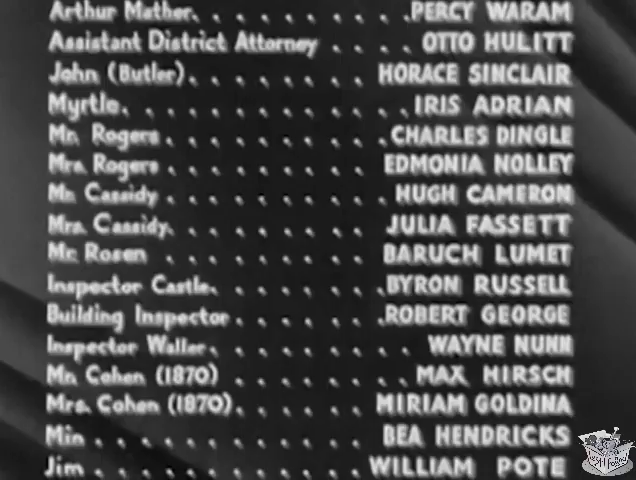 Arthur Mather. . . . . . . . . .PERCY WARAM
Assistant District Attorney . . . . OTTO HULITT
John (Butler). . . . . . . . HORACE SINCLAIR
Myrtle. . . . . . . . . . . . .IRIS ADRIAN
Mr. Rogers . . . . . . . . . .CHARLES DINGLE
Mrs. Rogers . . . . . . . . . EDMONIA NOLLEY
Mr. Cassidy . . . . . . . . . . HUGH CAMERON
Mrs. Cassidy. . . . . . . . . JULIA FASSETT
Mr. Rosen . . . . . . . . . BARUCH LUMET
Inspector Castle. . . . . . . .BYRON RUSSELL
Building Inspector . . . . . . .ROBERT GEORGE
Inspector Waller. . . . . . . . . WAYNE NUNN
Mr. Cohen (1870) . . . . . . . . MAX HIRSCH
Mrs. Cohen (1870). . . . . . MIRIAM GOLDINA
Min . . . . . . . . . . . . BEA HENDRICKS
Jim . . . . . . . . . . . . WILLIAM POTE